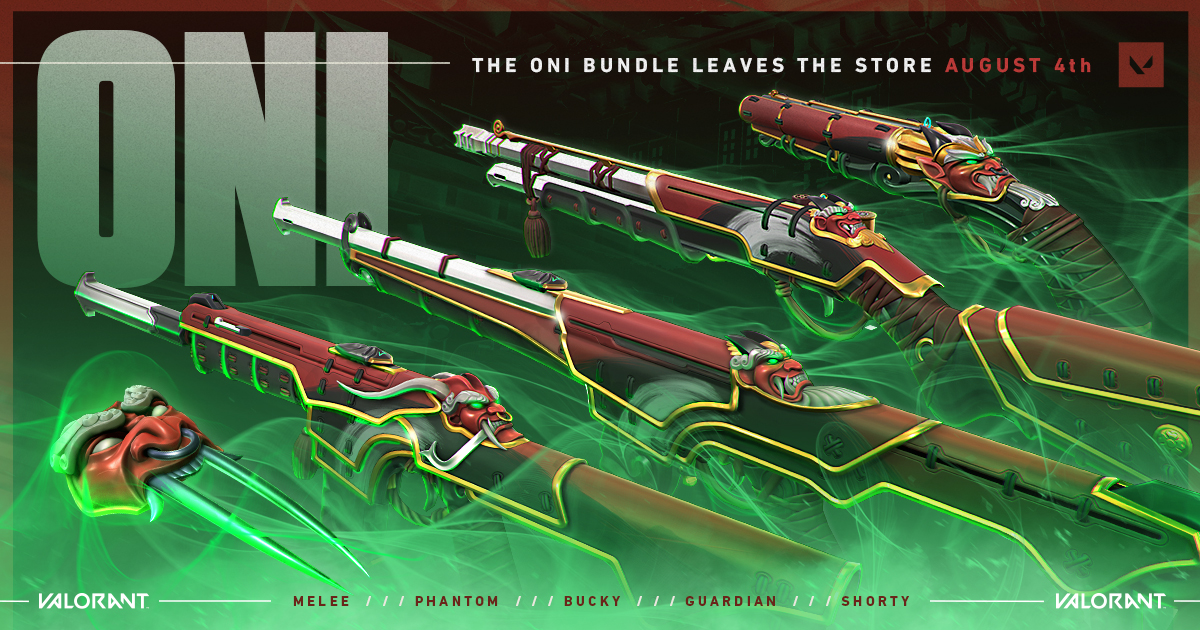 ONI
THE ONI BUNDLE LEAVES THE STORE AUGUST 4th
VALORANT
MELEE /// PHANTOM /// BUCKY /// GUARDIAN /// SHORTY
VALORANT